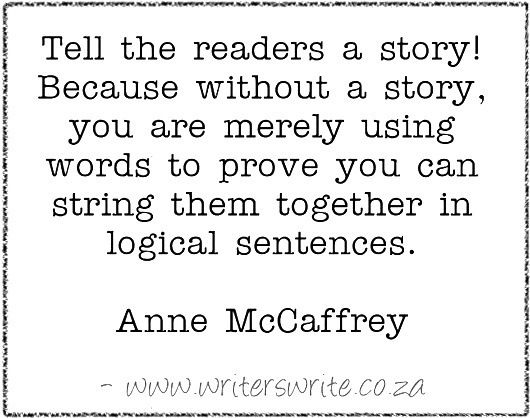 Tell the readers a story!
Because without a story,
you are merely using
words to prove you can
string them together in
logical sentences.
Anne McCaffrey
- www.writerswrite.co.za